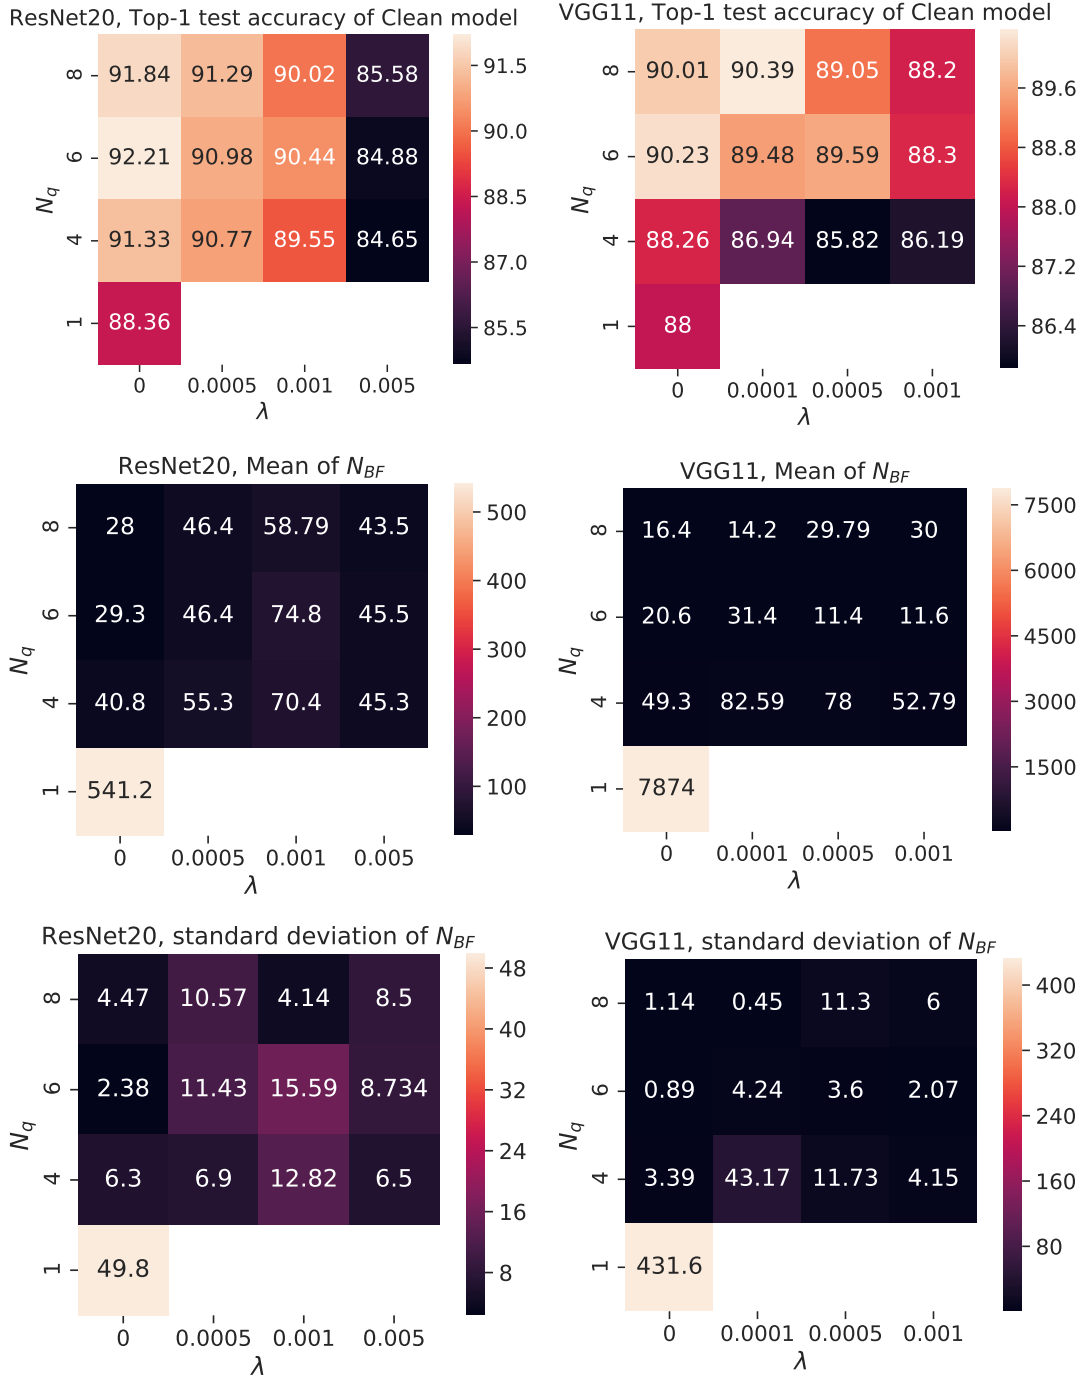 ResNet20, Top-1 test accuracy of Clean model
8 91.84 91.29 90.02 85.58
6 92.21 90.98 90.44 84.88
4 91.33 90.77 89.55 84.65
1 88.36
0 0.0005 0.001 0.005
λ
N_q
91.5
90.0
88.5
87.0
85.5
VGG11, Top-1 test accuracy of Clean model
8 90.01 90.39 89.05 88.2
6 90.23 89.48 89.59 88.3
4 88.26 86.94 85.82 86.19
1 88
0 0.0001 0.0005 0.001
λ
N_q
89.6
88.8
88.0
87.2
86.4
ResNet20, Mean of N_BF
8 28 46.4 58.79 43.5
6 29.3 46.4 74.8 45.5
4 40.8 55.3 70.4 45.3
1 541.2
0 0.0005 0.001 0.005
λ
N_q
500
400
300
200
100
VGG11, Mean of N_BF
8 16.4 14.2 29.79 30
6 20.6 31.4 11.4 11.6
4 49.3 82.59 78 52.79
1 7874
0 0.0001 0.0005 0.001
λ
N_q
7500
6000
4500
3000
1500
ResNet20, standard deviation of N_BF
8 4.47 10.57 4.14 8.5
6 2.38 11.43 15.59 8.734
4 6.3 6.9 12.82 6.5
1 49.8
0 0.0005 0.001 0.005
λ
N_q
48
40
32
24
16
8
VGG11, standard deviation of N_BF
8 1.14 0.45 11.3 6
6 0.89 4.24 3.6 2.07
4 3.39 43.17 11.73 4.15
1 431.6
0 0.0001 0.0005 0.001
λ
N_q
400
320
240
160
80